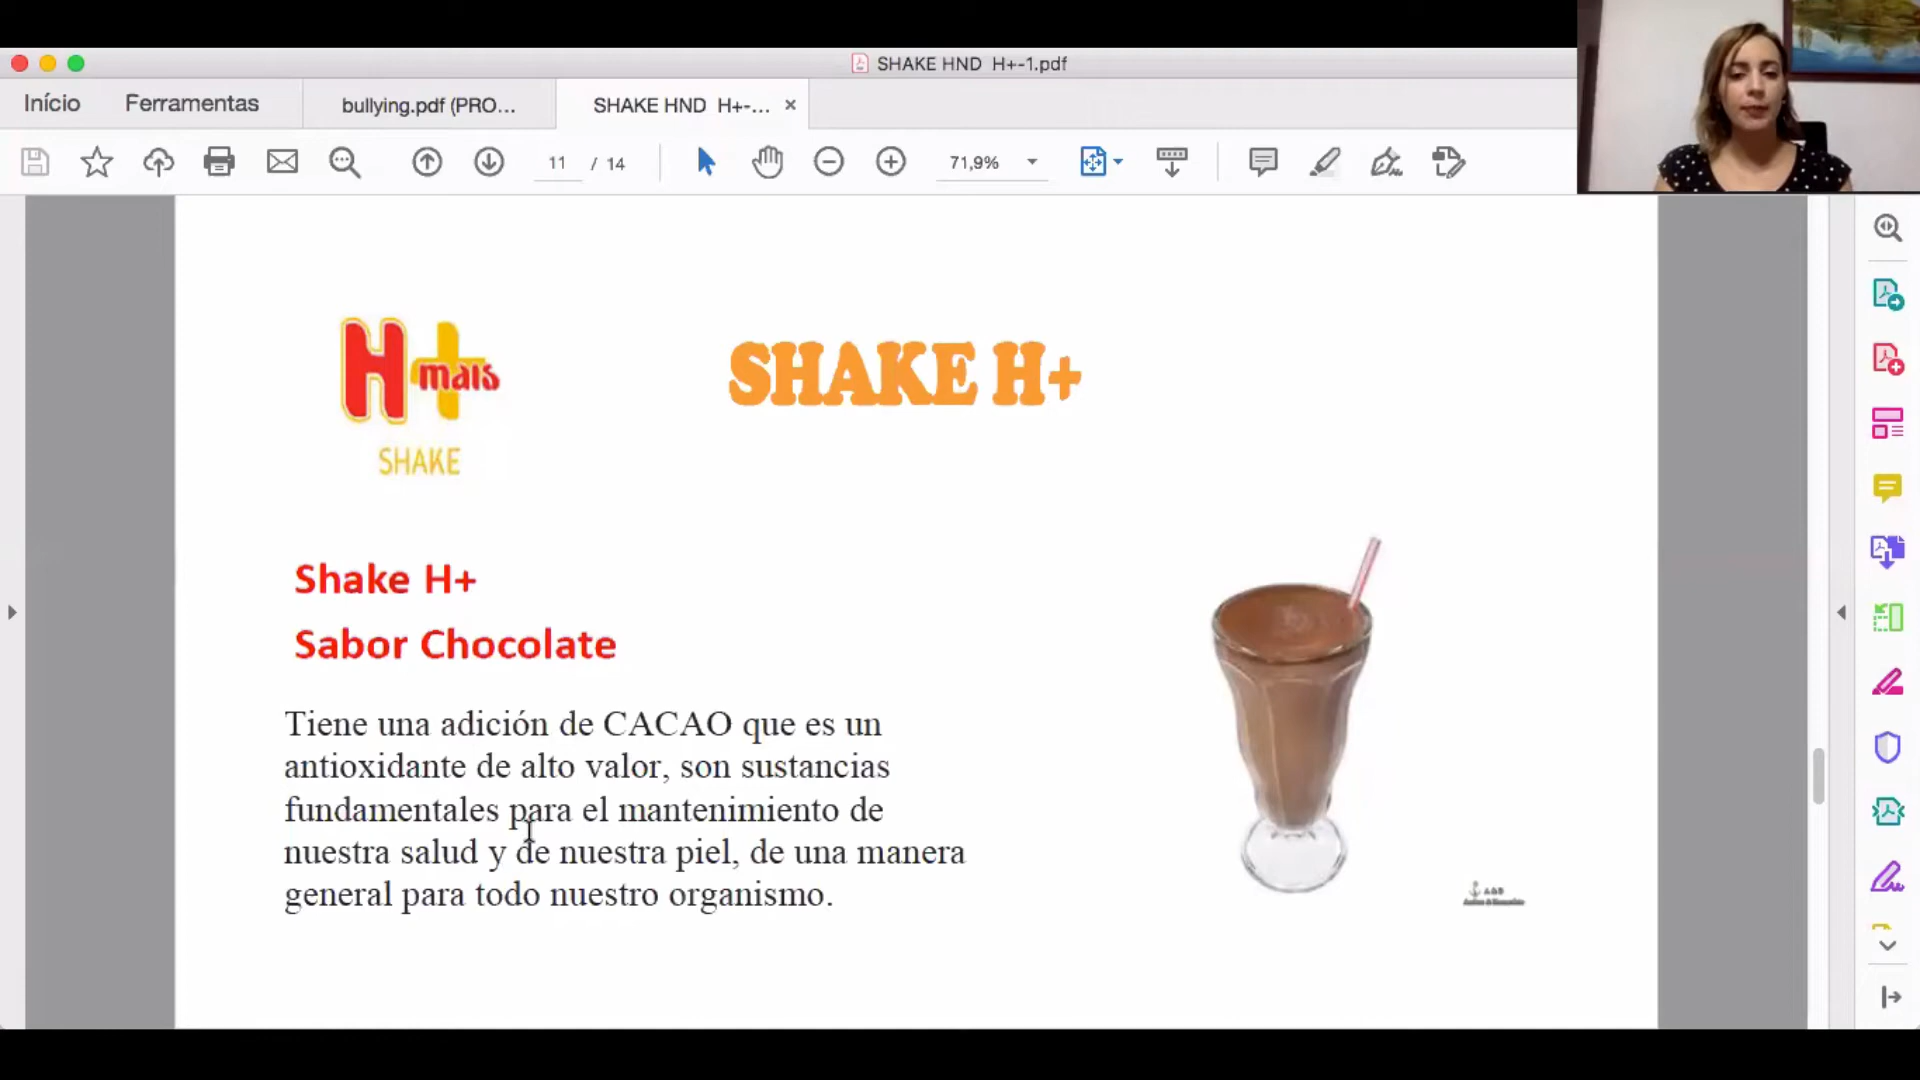 SHAKE HND H+-1.pdf
Início
Ferramentas
bullying.pdf (PRO...
SHAKE HND H+-...
11 / 14
71,9%
H+ mais
SHAKE
SHAKE H+
Shake H+
Sabor Chocolate
Tiene una adición de CACAO que es un
antioxidante de alto valor, son sustancias
fundamentales para el mantenimiento de
nuestra salud y de nuestra piel, de una manera
general para todo nuestro organismo.